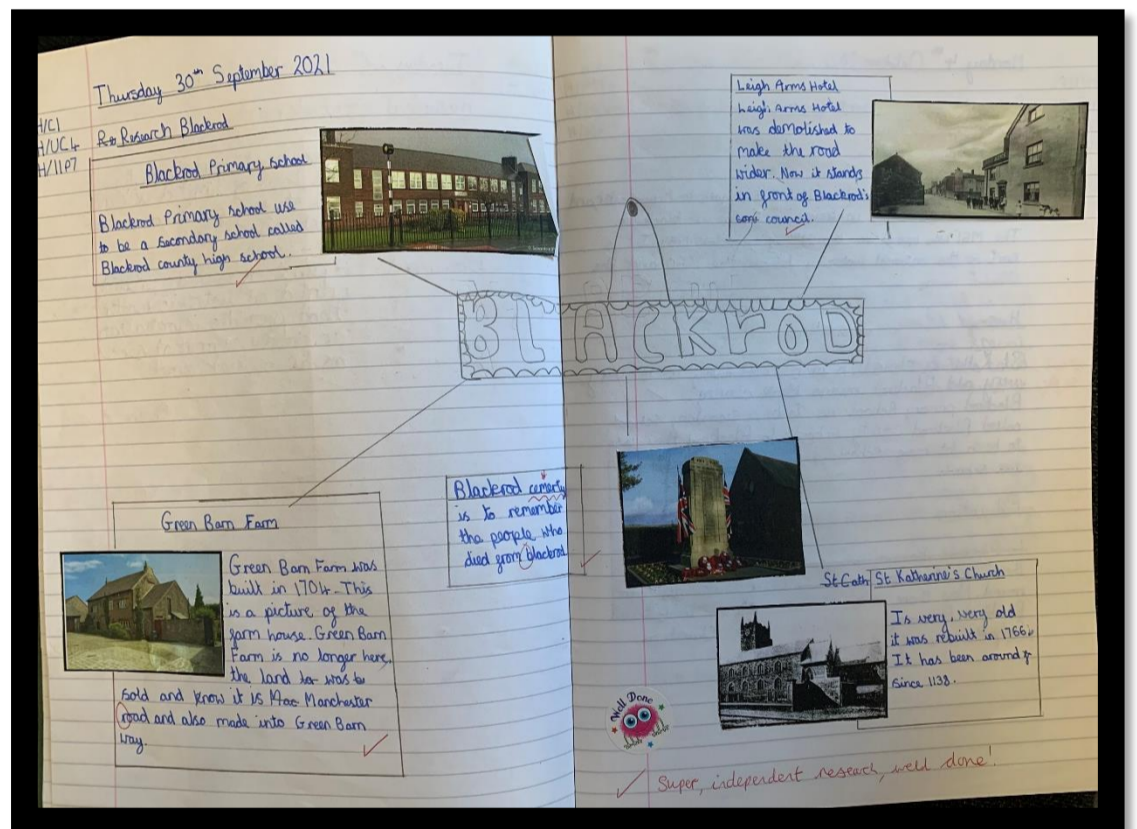 Thursday 30th September 2021
H/C1
H/UC4
H/11P7
Research Blackrod
Blackrod Primary school
Blackrod Primary school use
to be a secondary school called
Blackrod county high school.
Leigh Arms Hotel
Leigh Arms Hotel
was demolished to
make the road
wider. Now it stands
in front of Blackrod's
council.
BLACKrOD
Blackrod cemerty
is to remember
the people who
died from blackrod
Green Barn Farm
Green Barn Farm was
built in 1704. This
is a picture of the
farm house. Green Barn
Farm is no longer here,
the land was
sold and know it is Manchester
road and also made into Green Barn
way.
St Cath St Katherine's Church
Is very, very old
it was rebuilt in 1766.
It has been around
since 1138.
Well Done
Super, independent research, well done!